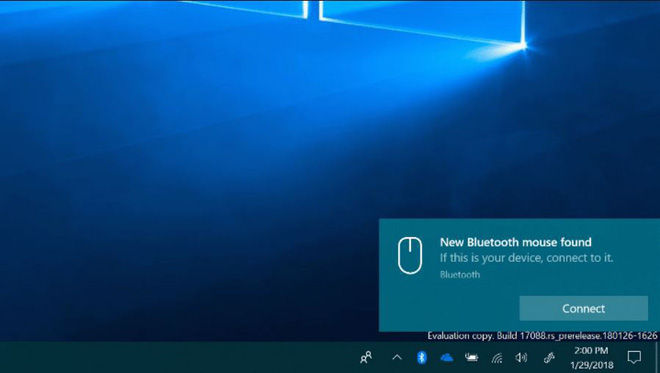 New Bluetooth mouse found
If this is your device, connect to it.
Bluetooth
Connect
Evaluation copy. Build 17088.rs_prerelease.180126-1626
2:00 PM
1/29/2018